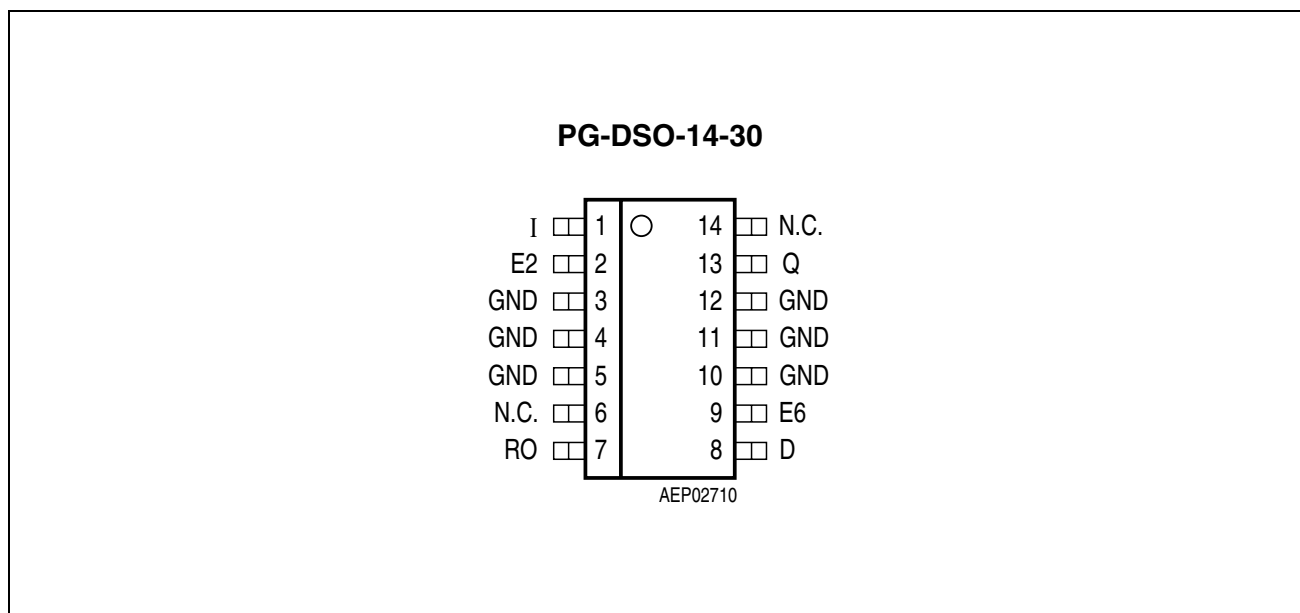 PG-DSO-14-30
I 1 14 N.C.
E2 2 13 Q
GND 3 12 GND
GND 4 11 GND
GND 5 10 GND
N.C. 6 9 E6
RO 7 8 D
AEP02710